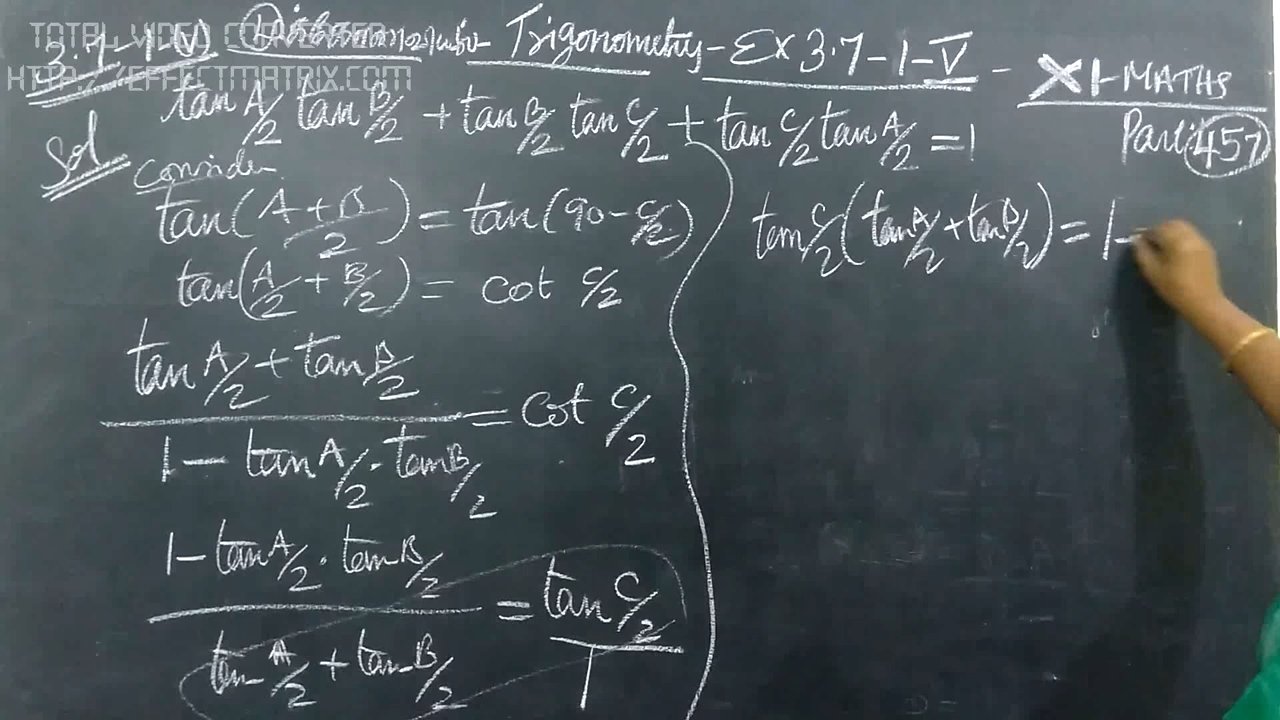 TOTAL VIDEO CONVERTER
HTTP://EFFECTMATRIX.COM
3.7-1-V) Trigonometry - Ex 3.7-1-V - XI-MATHS
Part: 457
tan A/2 tan B/2 + tan B/2 tan C/2 + tan C/2 tan A/2 = 1
Sol
Consider
tan(A+B/2) = tan(90-C/2)
tan(A/2 + B/2) = cot C/2
tan A/2 + tan B/2
1 - tan A/2 . tan B/2
= cot C/2
1 - tan A/2 . tan B/2
tan A/2 + tan B/2
= tan C/2
1
tan C/2 (tan A/2 + tan B/2) = 1 -